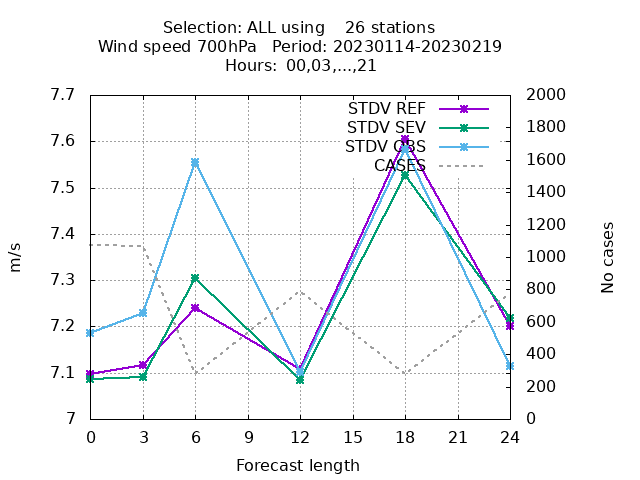 Selection: ALL using    26 stations
Wind speed 700hPa   Period: 20230114-20230219
Hours: 00,03,...,21
7.7
7.6
7.5
7.4
7.3
7.2
7.1
7
2000
1800
1600
1400
1200
1000
800
600
400
200
0
STDV REF
STDV SEV
STDV OBS
CASES
m/s
No cases
0 3 6 9 12 15 18 21 24
Forecast length